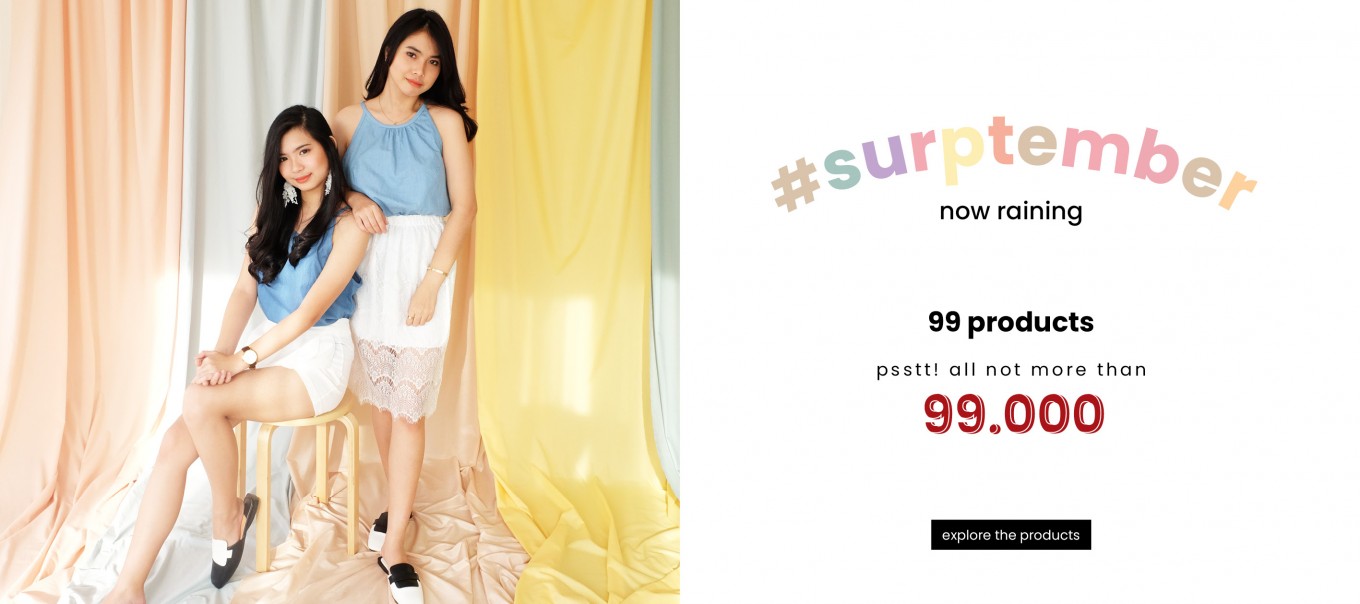 #surptember
now raining
99 products
psstt! all not more than
99.000
explore the products